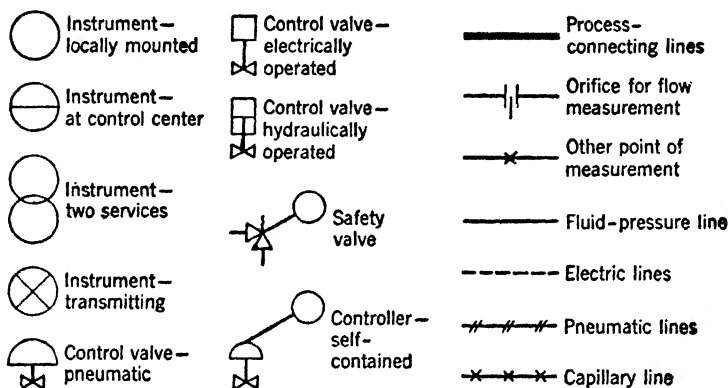 Instrument—
locally mounted
Instrument—
at control center
Instrument—
two services
Instrument—
transmitting
Control valve—
pneumatic
Control valve—
electrically
operated
Control valve—
hydraulically
operated
Safety
valve
Controller—
self-
contained
Process-
connecting lines
Orifice for flow
measurement
Other point of
measurement
Fluid-pressure line
Electric lines
Pneumatic lines
Capillary line